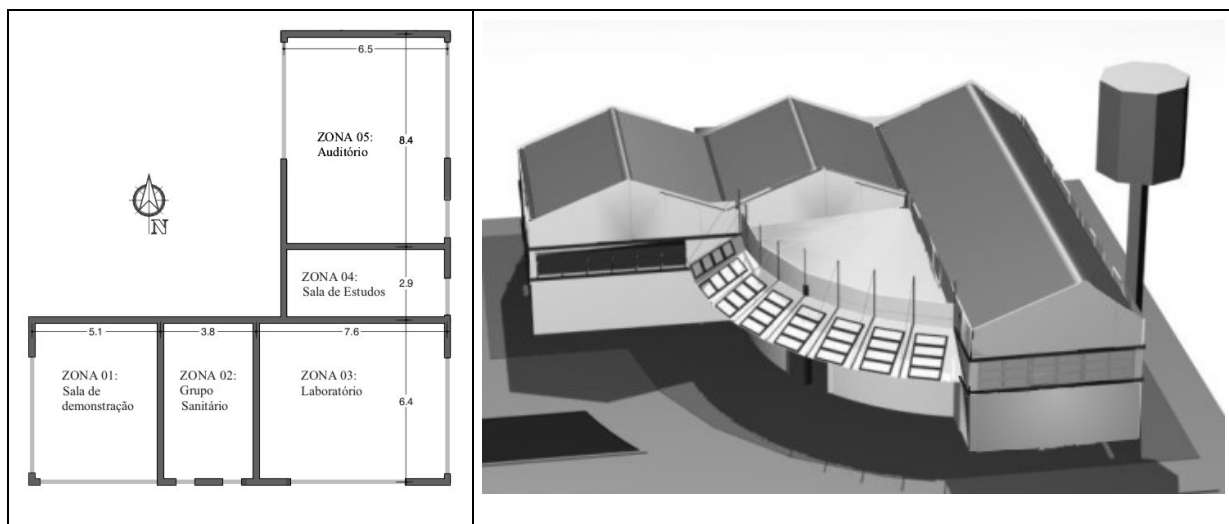 6.5
ZONA 05:
Auditório
8.4
N
ZONA 04:
Sala de Estudos
2.9
5.1
3.8
7.6
ZONA 01:
Sala de
demonstração
ZONA 02:
Grupo
Sanitário
ZONA 03:
Laboratório
6.4